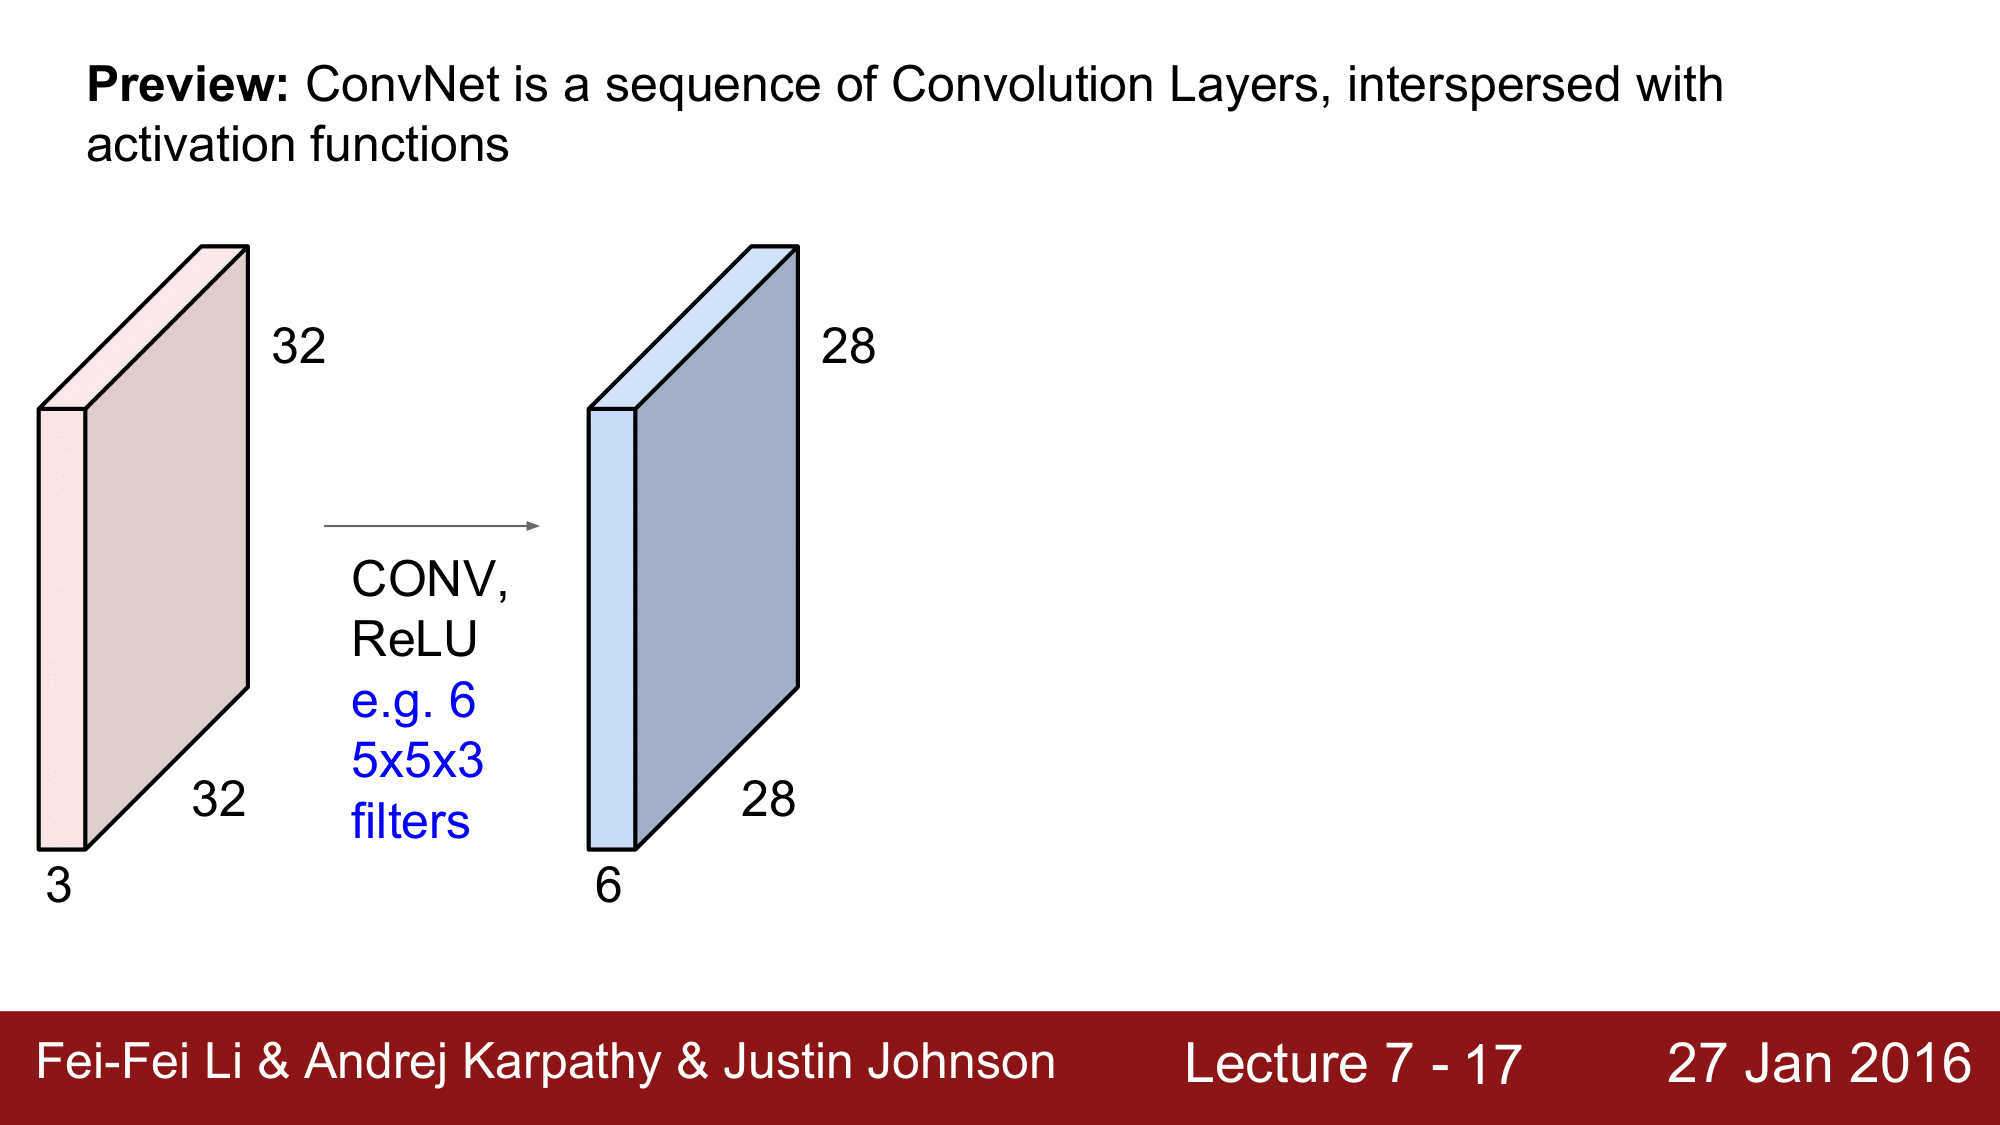 Preview: ConvNet is a sequence of Convolution Layers, interspersed with
activation functions
32
32
3
CONV,
ReLU
e.g. 6
5x5x3
filters
28
28
6
Fei-Fei Li & Andrej Karpathy & Justin Johnson
Lecture 7 - 17
27 Jan 2016